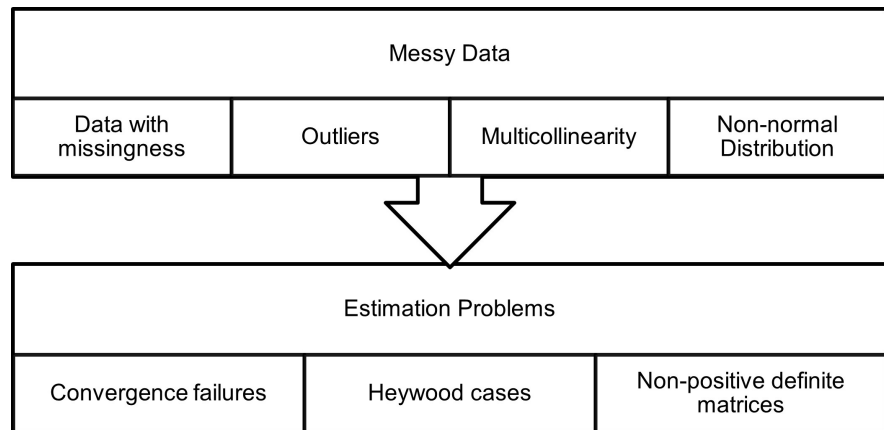 Messy Data
Data with
missingness
Outliers
Multicollinearity
Non-normal
Distribution
Estimation Problems
Convergence failures
Heywood cases
Non-positive definite
matrices